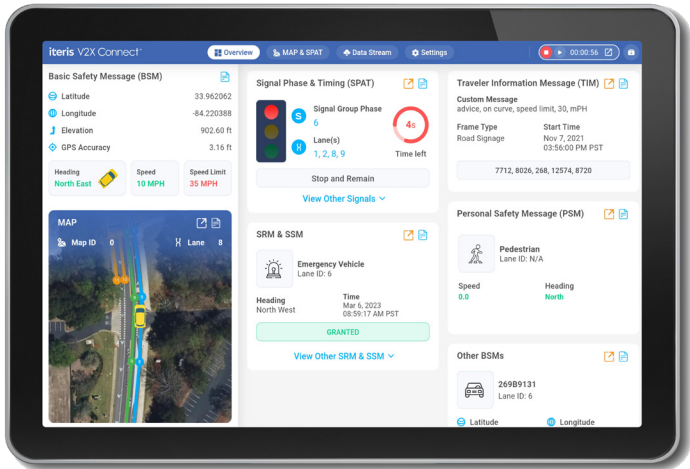 iteris V2X Connect™
Overview
MAP & SPAT
Data Stream
Settings
00:00:56
Basic Safety Message (BSM)
Latitude 33.962062
Longitude -84.220388
Elevation 902.60 ft
GPS Accuracy 3.16 ft
Heading
North East
Speed
10 MPH
Speed Limit
35 MPH
MAP
Map ID 0
Lane 8
Signal Phase & Timing (SPAT)
S
Signal Group Phase
6
Lane(s)
1, 2, 8, 9
4s
Time left
Stop and Remain
View Other Signals
SRM & SSM
Emergency Vehicle
Lane ID: 6
Heading
North West
Time
Mar 6, 2023
08:59:17 AM PST
GRANTED
View Other SRM & SSM
Traveler Information Message (TIM)
Custom Message
advice, on curve, speed limit, 30, mPH
Frame Type
Road Signage
Start Time
Nov 7, 2021
03:56:00 PM PST
7712, 8026, 268, 12574, 8720
Personal Safety Message (PSM)
Pedestrian
Lane ID: N/A
Speed
0.0
Heading
North
Other BSMs
269B9131
Lane ID: 6
Latitude
Longitude